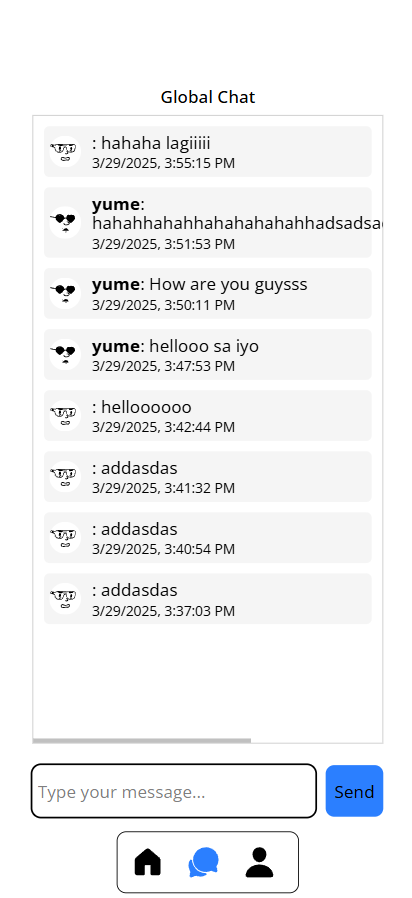 Global Chat
: hahaha lagiiiii
3/29/2025, 3:55:15 PM
yume:
hahahhahahhahahahahahhadsadsa
3/29/2025, 3:51:53 PM
yume: How are you guysss
3/29/2025, 3:50:11 PM
yume: hellooo sa iyo
3/29/2025, 3:47:53 PM
: helloooooo
3/29/2025, 3:42:44 PM
: addasdas
3/29/2025, 3:41:32 PM
: addasdas
3/29/2025, 3:40:54 PM
: addasdas
3/29/2025, 3:37:03 PM
Type your message...
Send